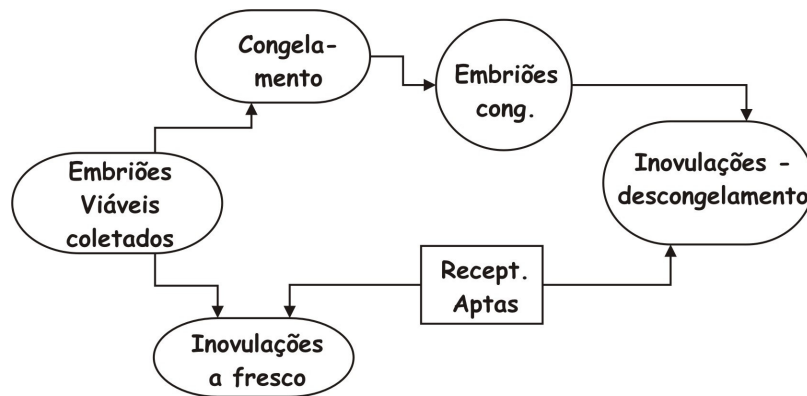 Congela-
mento
Embriões
cong.
Embriões
Viáveis
coletados
Inovulações -
descongelamento
Recept.
Aptas
Inovulações
a fresco